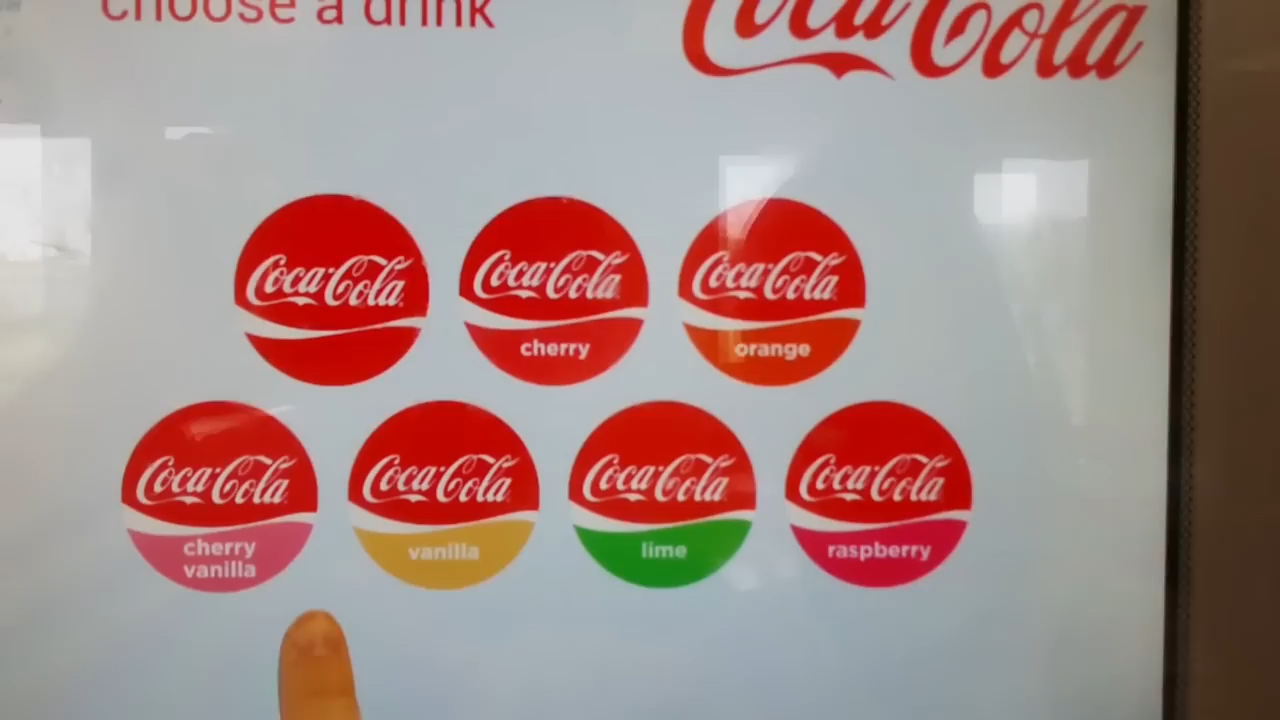 choose a drink
Coca-Cola
Coca-Cola
Coca-Cola
cherry
Coca-Cola
orange
Coca-Cola
cherry
vanilla
Coca-Cola
vanilla
Coca-Cola
lime
Coca-Cola
raspberry